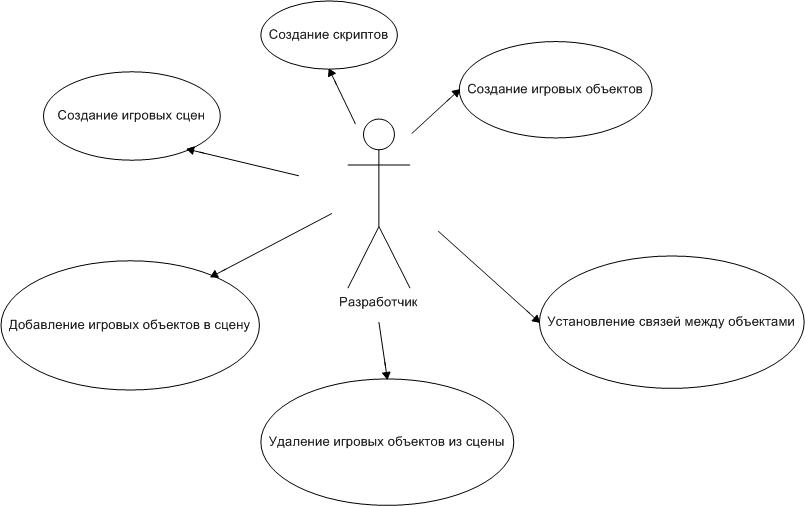 Создание скриптов
Создание игровых объектов
Создание игровых сцен
Разработчик
Добавление игровых объектов в сцену
Установление связей между объектами
Удаление игровых объектов из сцены